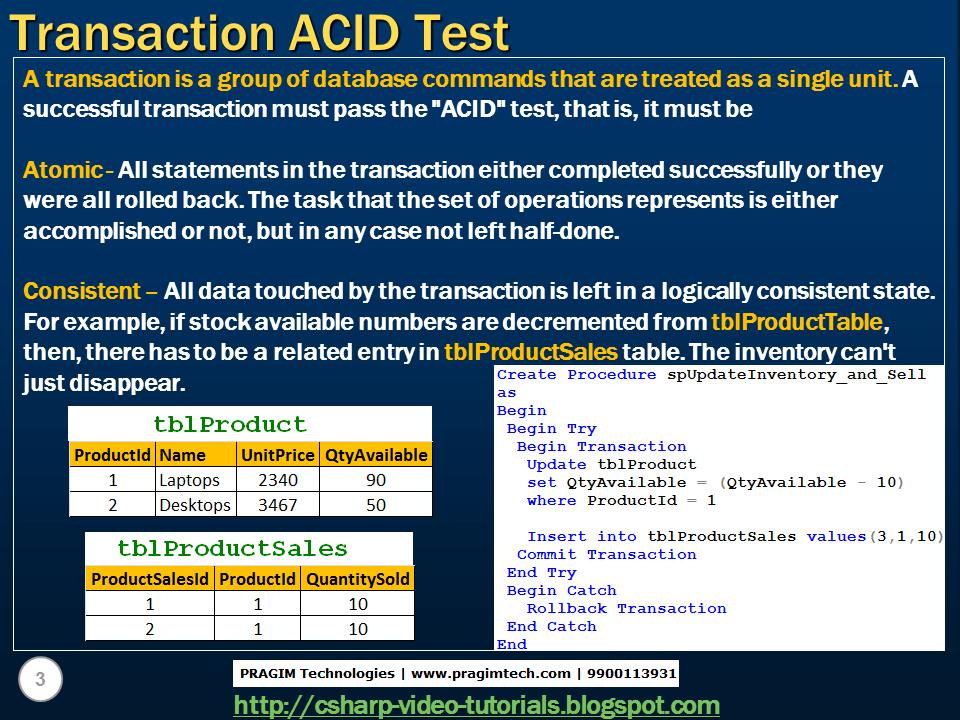 Transaction ACID Test
A transaction is a group of database commands that are treated as a single unit. A
successful transaction must pass the "ACID" test, that is, it must be
Atomic - All statements in the transaction either completed successfully or they
were all rolled back. The task that the set of operations represents is either
accomplished or not, but in any case not left half-done.
Consistent – All data touched by the transaction is left in a logically consistent state.
For example, if stock available numbers are decremented from tblProductTable,
then, there has to be a related entry in tblProductSales table. The inventory can't
just disappear.
tblProduct
ProductId Name UnitPrice QtyAvailable
1 Laptops 2340 90
2 Desktops 3467 50
tblProductSales
ProductSalesId ProductId QuantitySold
1 1 10
2 1 10
Create Procedure spUpdateInventory_and_Sell
as
Begin
Begin Try
Begin Transaction
Update tblProduct
set QtyAvailable = (QtyAvailable - 10)
where ProductId = 1
Insert into tblProductSales values(3,1,10)
Commit Transaction
End Try
Begin Catch
Rollback Transaction
End Catch
End
3
PRAGIM Technologies | www.pragimtech.com | 9900113931
http://csharp-video-tutorials.blogspot.com